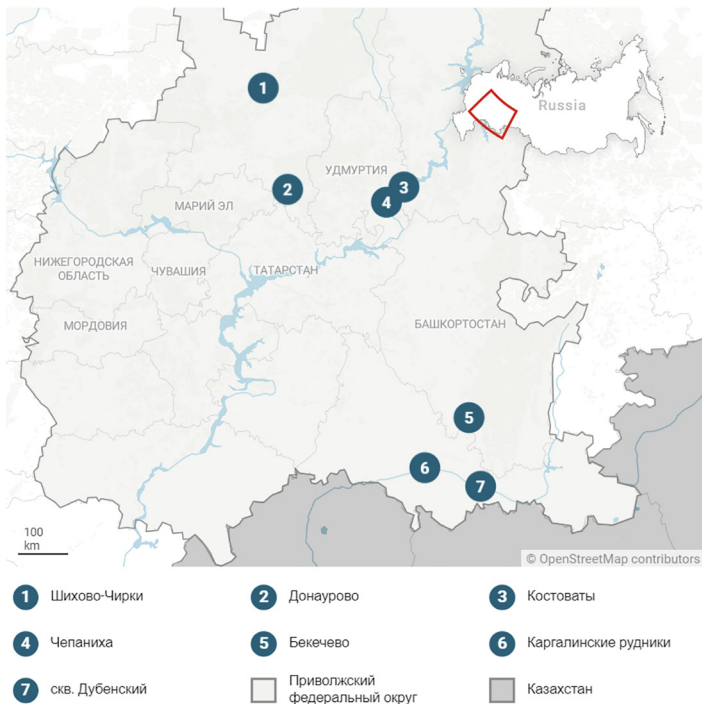 1
Russia
УДМУРТИЯ
2
3
4
МАРИЙ ЭЛ
НИЖЕГОРОДСКАЯ
ОБЛАСТЬ
ЧУВАШИЯ
ТАТАРСТАН
МОРДОВИЯ
БАШКОРТОСТАН
5
6
7
100
km
© OpenStreetMap contributors
1 Шихово-Чирки
2 Донаурово
3 Костоваты
4 Чепаниха
5 Бекечево
6 Каргалинские рудники
7 скв. Дубенский
Приволжский
федеральный округ
Казахстан